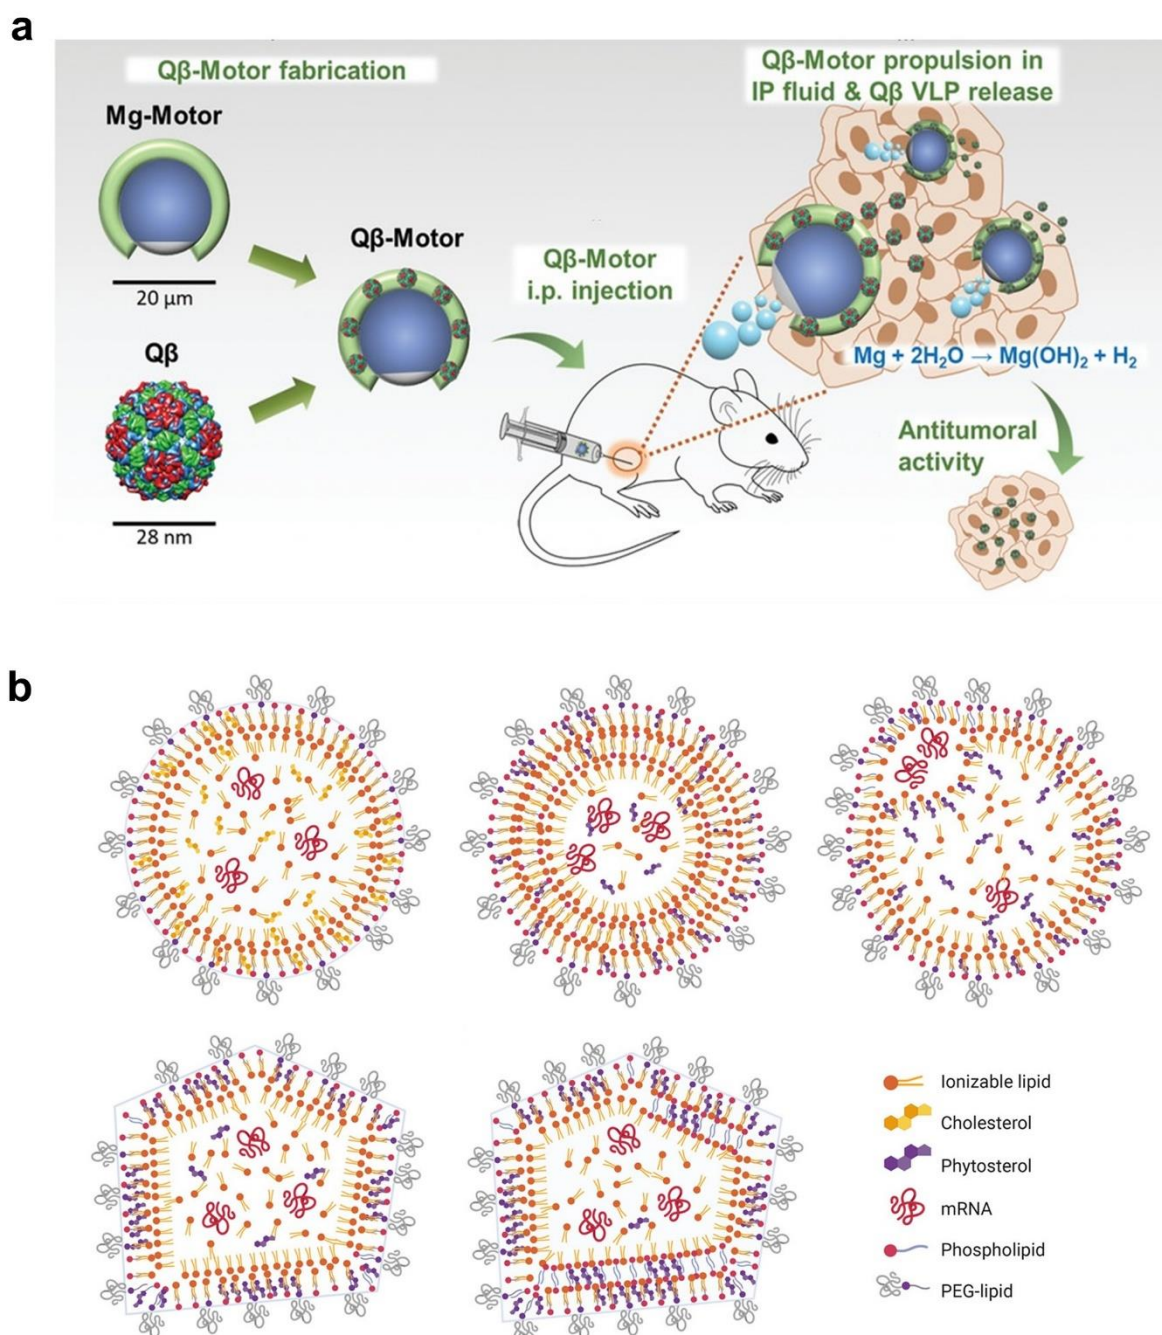 a
Qβ-Motor fabrication
Mg-Motor
20 µm
Qβ
28 nm
Qβ-Motor
Qβ-Motor
i.p. injection
Qβ-Motor propulsion in
IP fluid & Qβ VLP release
Mg + 2H₂O → Mg(OH)₂ + H₂
Antitumoral
activity
b
Ionizable lipid
Cholesterol
Phytosterol
mRNA
Phospholipid
PEG-lipid